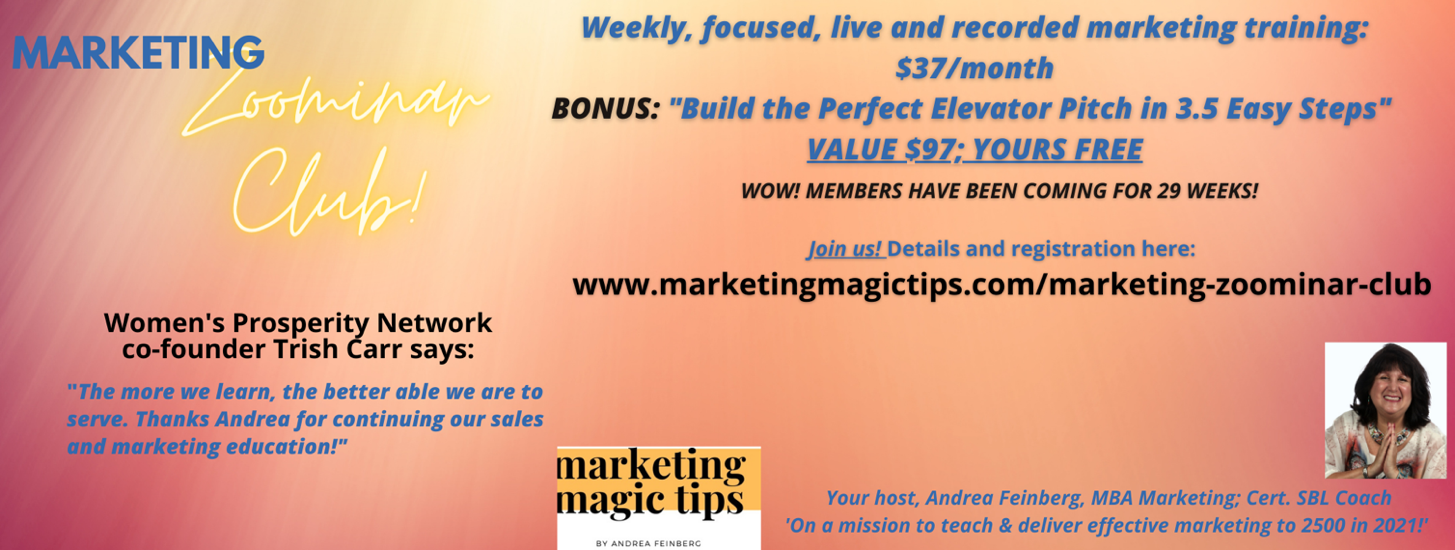 MARKETING
Zoominar
Club!
Weekly, focused, live and recorded marketing training:
$37/month
BONUS: "Build the Perfect Elevator Pitch in 3.5 Easy Steps"
VALUE $97; YOURS FREE
WOW! MEMBERS HAVE BEEN COMING FOR 29 WEEKS!
Join us! Details and registration here:
www.marketingmagictips.com/marketing-zoominar-club
Women's Prosperity Network
co-founder Trish Carr says:
"The more we learn, the better able we are to
serve. Thanks Andrea for continuing our sales
and marketing education!"
marketing
magic tips
BY ANDREA FEINBERG
Your host, Andrea Feinberg, MBA Marketing; Cert. SBL Coach
'On a mission to teach & deliver effective marketing to 2500 in 2021!'